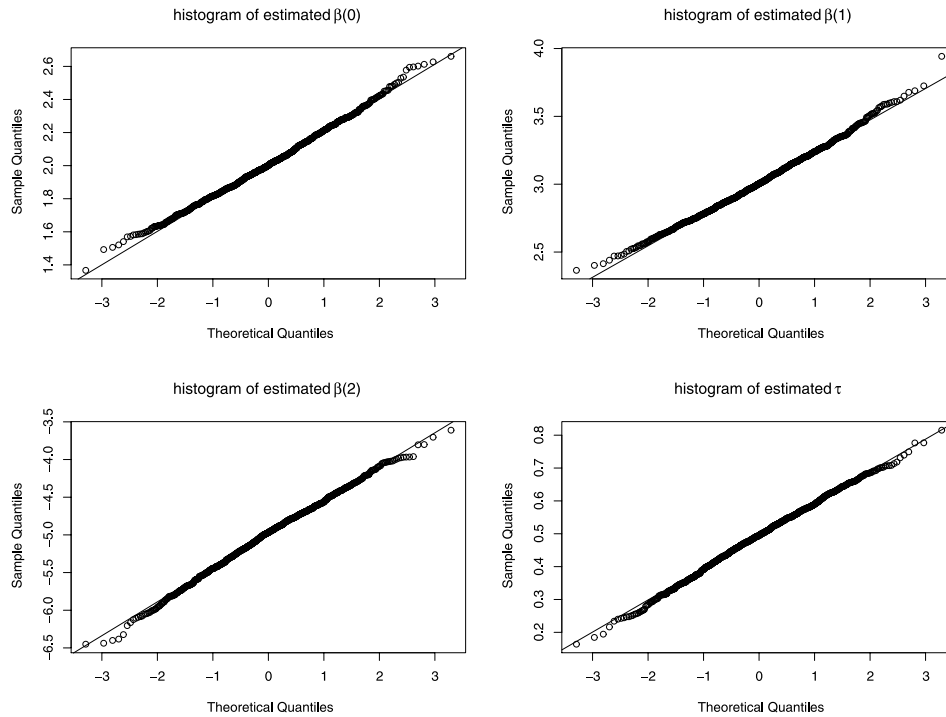 histogram of estimated β(0)
Sample Quantiles
1.4 1.6 1.8 2.0 2.2 2.4 2.6
−3 −2 −1 0 1 2 3
Theoretical Quantiles
histogram of estimated β(1)
Sample Quantiles
2.5 3.0 3.5 4.0
−3 −2 −1 0 1 2 3
Theoretical Quantiles
histogram of estimated β(2)
Sample Quantiles
−6.5 −6.0 −5.5 −5.0 −4.5 −4.0 −3.5
−3 −2 −1 0 1 2 3
Theoretical Quantiles
histogram of estimated τ
Sample Quantiles
0.2 0.3 0.4 0.5 0.6 0.7 0.8
−3 −2 −1 0 1 2 3
Theoretical Quantiles